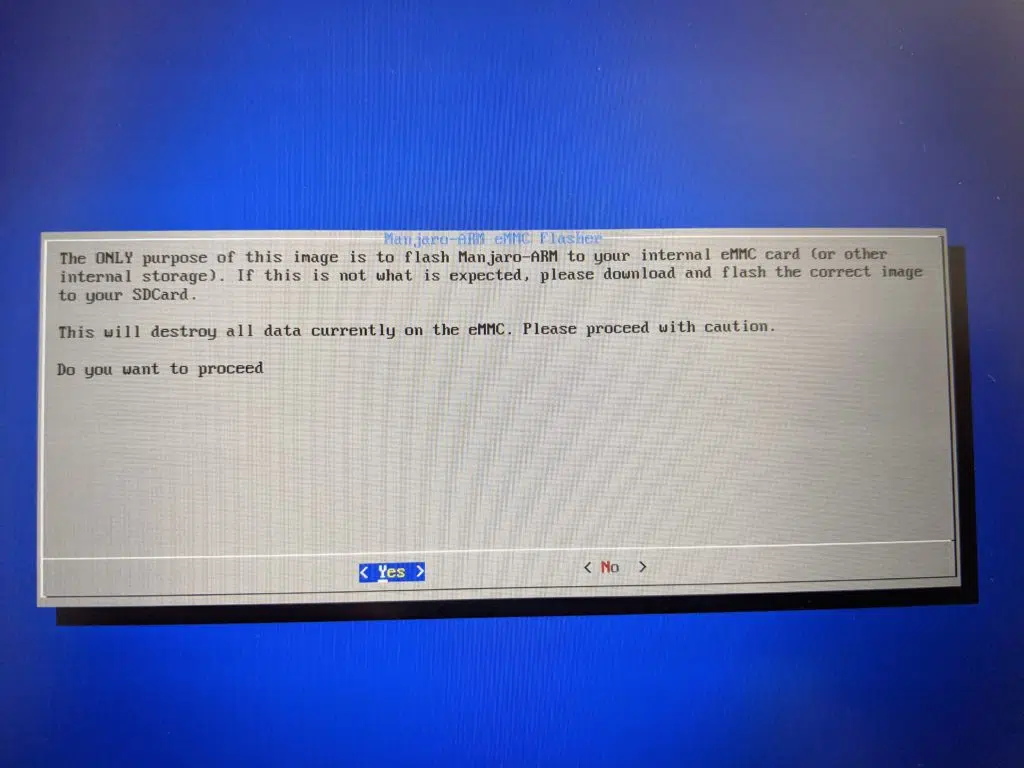 Manjaro-ARM eMMC Flasher
The ONLY purpose of this image is to flash Manjaro-ARM to your internal eMMC card (or other
internal storage). If this is not what is expected, please download and flash the correct image
to your SDCard.
This will destroy all data currently on the eMMC. Please proceed with caution.
Do you want to proceed
< Yes > < No >